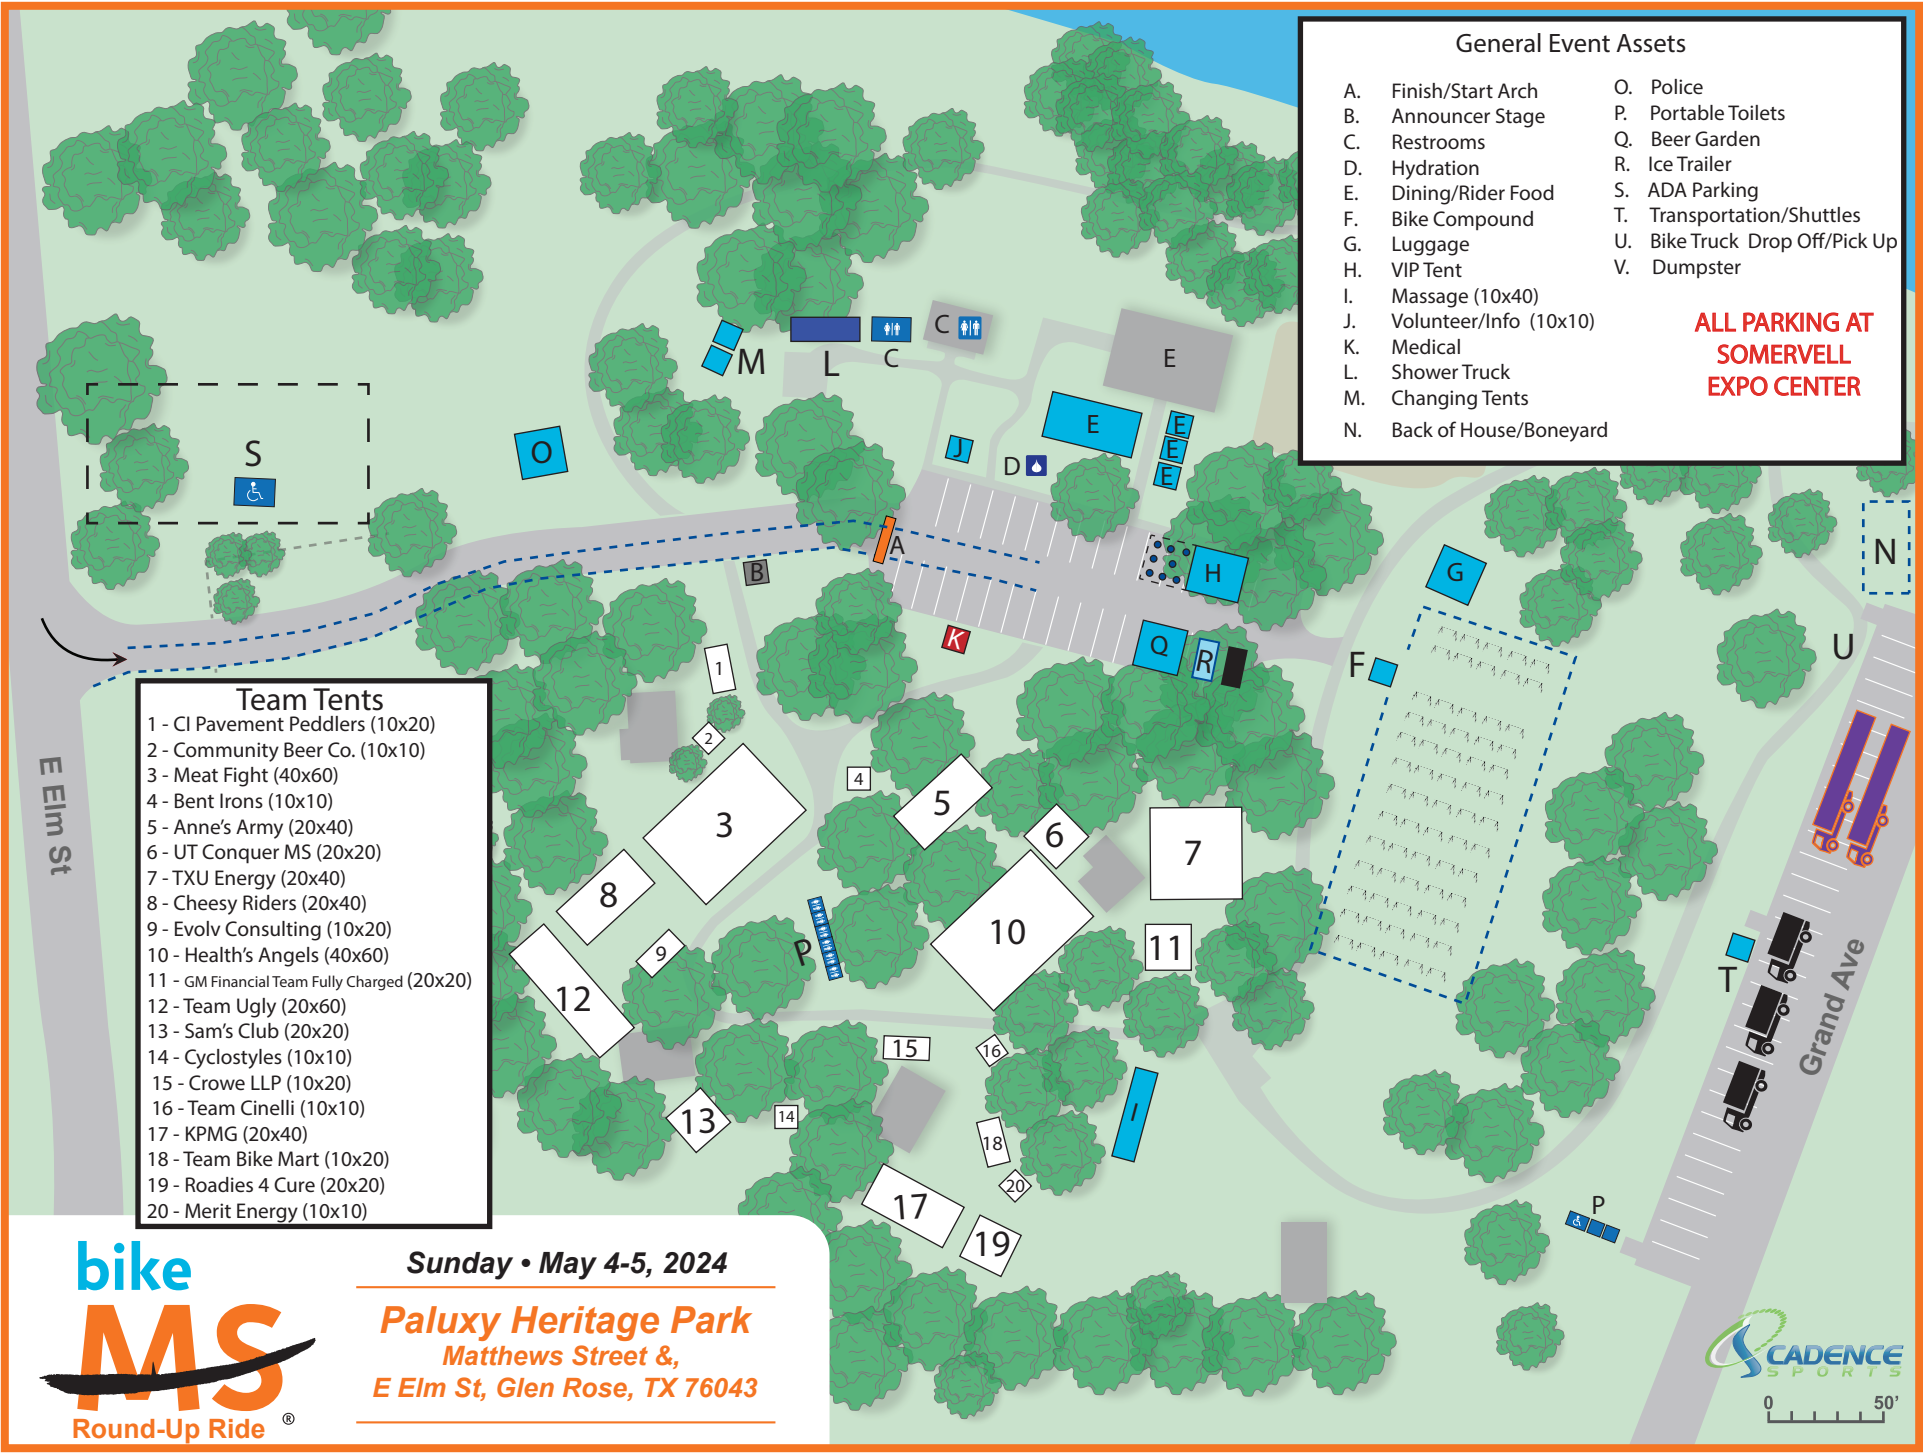 General Event Assets
A. Finish/Start Arch
B. Announcer Stage
C. Restrooms
D. Hydration
E. Dining/Rider Food
F. Bike Compound
G. Luggage
H. VIP Tent
I. Massage (10x40)
J. Volunteer/Info (10x10)
K. Medical
L. Shower Truck
M. Changing Tents
N. Back of House/Boneyard
O. Police
P. Portable Toilets
Q. Beer Garden
R. Ice Trailer
S. ADA Parking
T. Transportation/Shuttles
U. Bike Truck Drop Off/Pick Up
V. Dumpster
ALL PARKING AT
SOMERVELL
EXPO CENTER
C
E
M
L
C
E
E
E
E
J
D
S
O
A
B
H
G
N
K
Q
R
F
U
1
2
3
4
5
6
7
8
9
10
11
12
P
T
13
14
15
16
I
17
18
19
20
P
E Elm St
Grand Ave
Team Tents
1 - CI Pavement Peddlers (10x20)
2 - Community Beer Co. (10x10)
3 - Meat Fight (40x60)
4 - Bent Irons (10x10)
5 - Anne's Army (20x40)
6 - UT Conquer MS (20x20)
7 - TXU Energy (20x40)
8 - Cheesy Riders (20x40)
9 - Evolv Consulting (10x20)
10 - Health's Angels (40x60)
11 - GM Financial Team Fully Charged (20x20)
12 - Team Ugly (20x60)
13 - Sam's Club (20x20)
14 - Cyclostyles (10x10)
15 - Crowe LLP (10x20)
16 - Team Cinelli (10x10)
17 - KPMG (20x40)
18 - Team Bike Mart (10x20)
19 - Roadies 4 Cure (20x20)
20 - Merit Energy (10x10)
bike
MS
Round-Up Ride ®
Sunday • May 4-5, 2024
Paluxy Heritage Park
Matthews Street &,
E Elm St, Glen Rose, TX 76043
CADENCE
SPORTS
0 50'